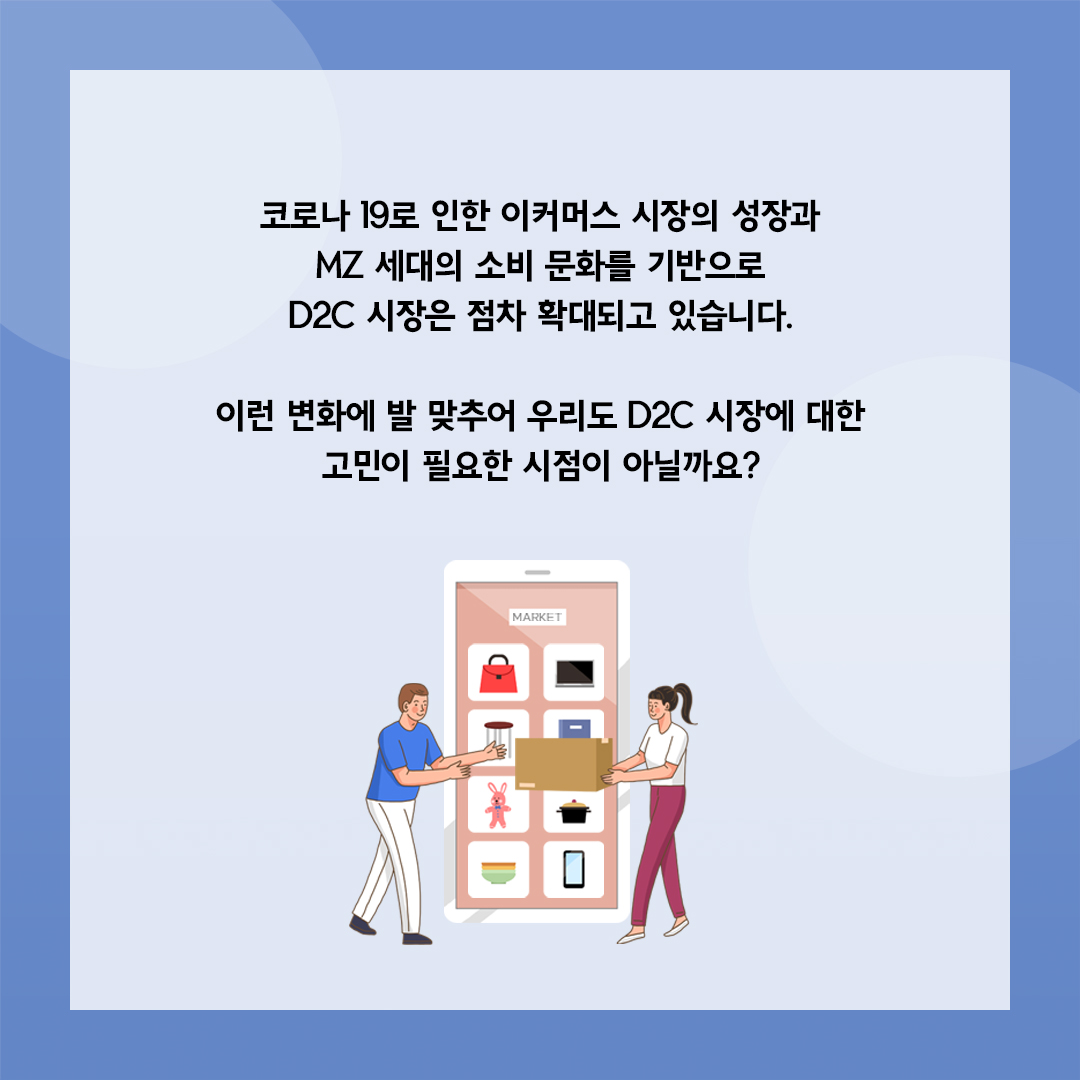 코로나 19로 인한 이커머스 시장의 성장과
MZ 세대의 소비 문화를 기반으로
D2C 시장은 점차 확대되고 있습니다.
이런 변화에 발 맞추어 우리도 D2C 시장에 대한
고민이 필요한 시점이 아닐까요?
MARKET